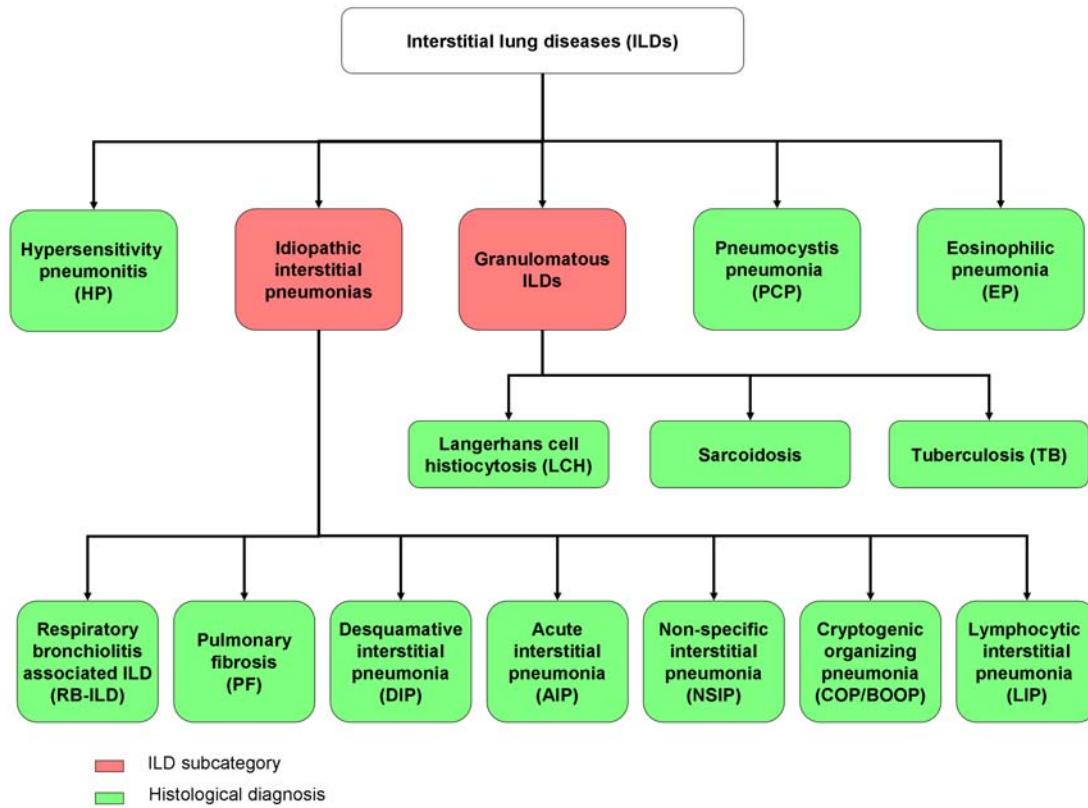 Interstitial lung diseases (ILDs)
Hypersensitivity
pneumonitis
(HP)
Idiopathic
interstitial
pneumonias
Granulomatous
ILDs
Pneumocystis
pneumonia
(PCP)
Eosinophilic
pneumonia
(EP)
Langerhans cell
histiocytosis (LCH)
Sarcoidosis
Tuberculosis (TB)
Respiratory
bronchiolitis
associated ILD
(RB-ILD)
Pulmonary
fibrosis
(PF)
Desquamative
interstitial
pneumonia
(DIP)
Acute
interstitial
pneumonia
(AIP)
Non-specific
interstitial
pneumonia
(NSIP)
Cryptogenic
organizing
pneumonia
(COP/BOOP)
Lymphocytic
interstitial
pneumonia
(LIP)
ILD subcategory
Histological diagnosis